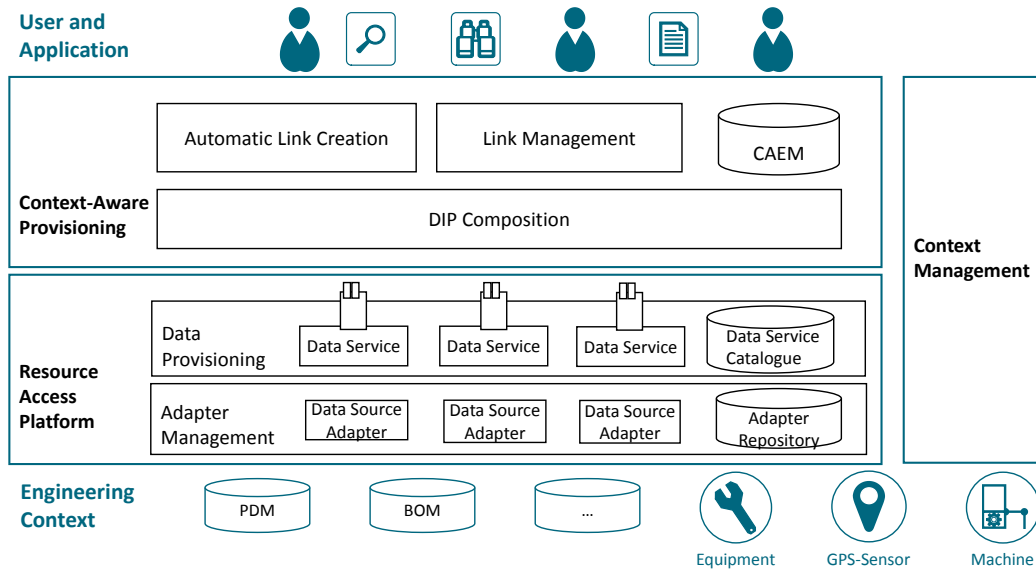 User and
Application
Automatic Link Creation
Link Management
CAEM
Context-Aware
Provisioning
DIP Composition
Context
Management
Data
Provisioning
Data Service
Data Service
Data Service
Data Service
Catalogue
Resource
Access
Platform
Adapter
Management
Data Source
Adapter
Data Source
Adapter
Data Source
Adapter
Adapter
Repository
Engineering
Context
PDM
BOM
...
Equipment
GPS-Sensor
Machine